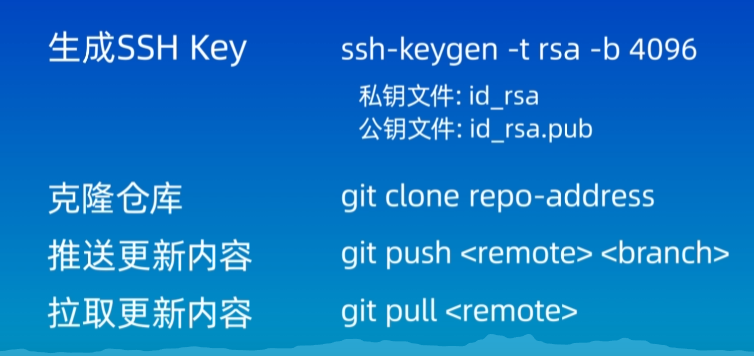 生成SSH Key ssh-keygen -t rsa -b 4096
私钥文件: id_rsa
公钥文件: id_rsa.pub
克隆仓库 git clone repo-address
推送更新内容 git push <remote> <branch>
拉取更新内容 git pull <remote>